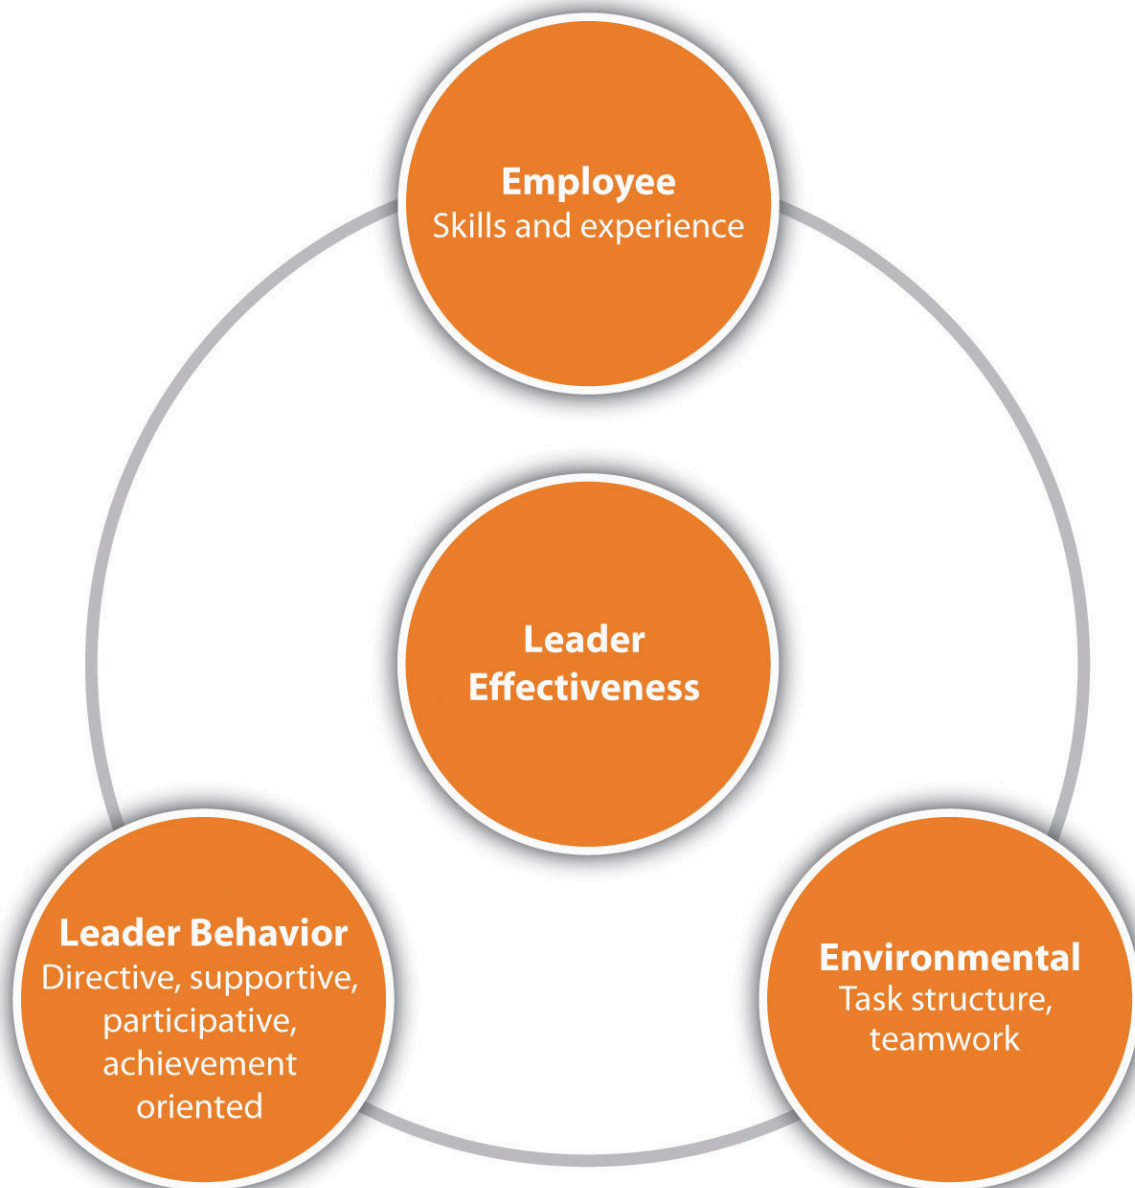 Employee
Skills and experience
Leader
Effectiveness
Leader Behavior
Directive, supportive,
participative,
achievement
oriented
Environmental
Task structure,
teamwork